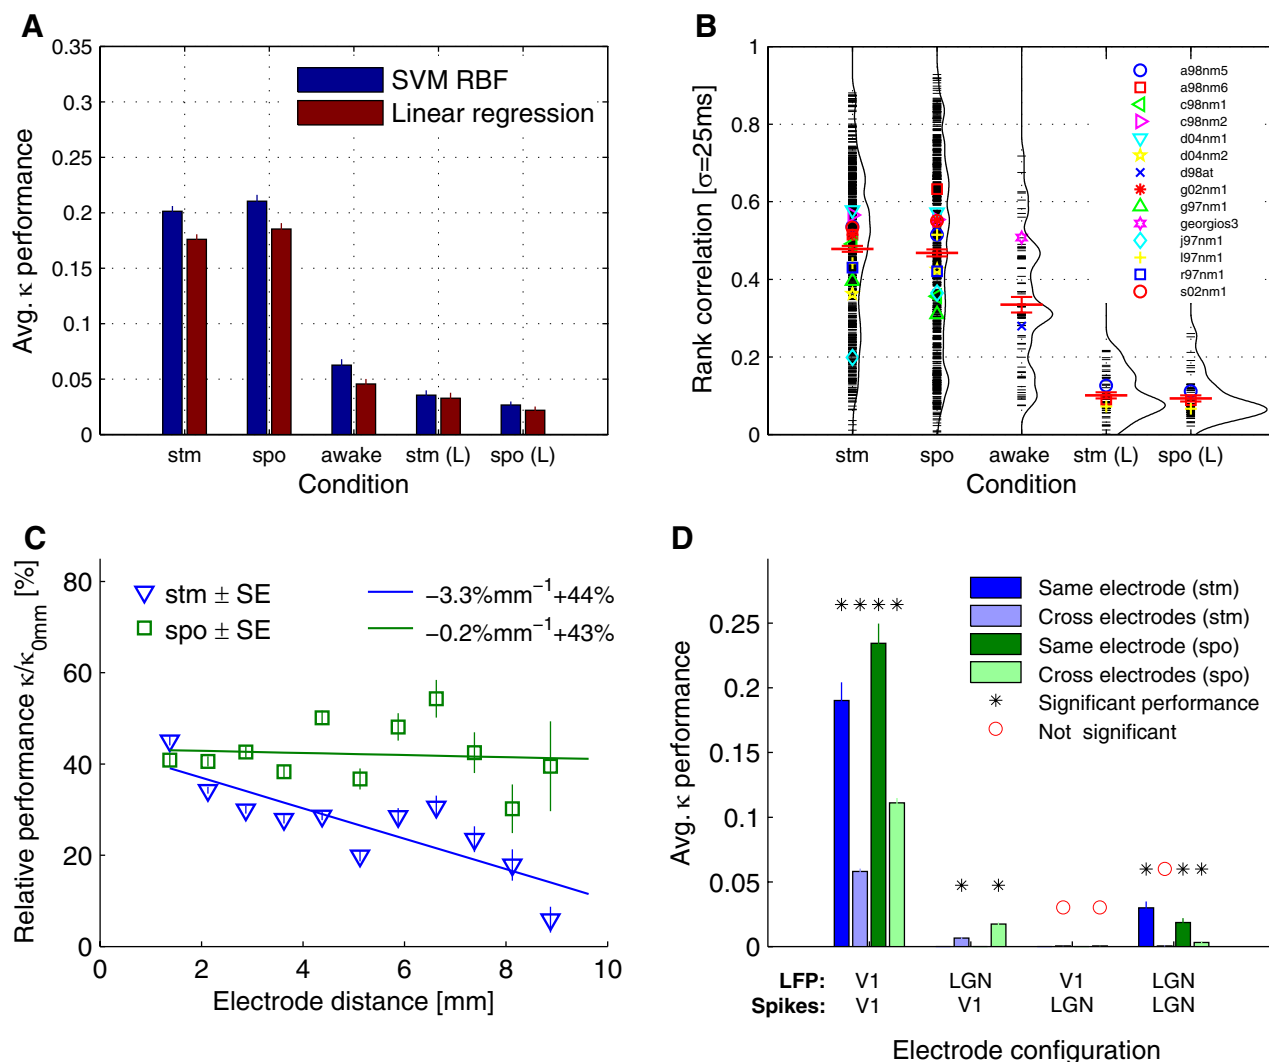 A
0.35
0.3
0.25
0.2
0.15
0.1
0.05
0
Avg. κ performance
SVM RBF
Linear regression
stm
spo
awake
stm (L)
spo (L)
Condition
B
1
0.8
0.6
0.4
0.2
0
Rank correlation [σ=25ms]
a98nm5
a98nm6
c98nm1
c98nm2
d04nm1
d04nm2
d98at
g02nm1
g97nm1
georgios3
j97nm1
l97nm1
r97nm1
s02nm1
stm
spo
awake
stm (L)
spo (L)
Condition
C
80
60
40
20
0
Relative performance κ/κ0mm [%]
stm ± SE
spo ± SE
−3.3%mm−1+44%
−0.2%mm−1+43%
0
2
4
6
8
10
Electrode distance [mm]
D
0.25
0.2
0.15
0.1
0.05
0
Avg. κ performance
Same electrode (stm)
Cross electrodes (stm)
Same electrode (spo)
Cross electrodes (spo)
Significant performance
Not significant
LFP: V1 LGN V1 LGN
Spikes: V1 V1 LGN LGN
Electrode configuration